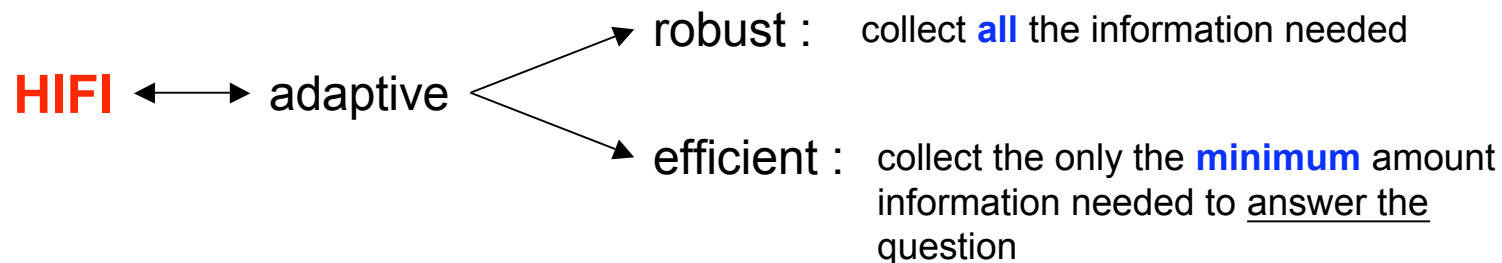 robust : collect all the information needed
HIFI adaptive
efficient : collect the only the minimum amount
information needed to answer the
question